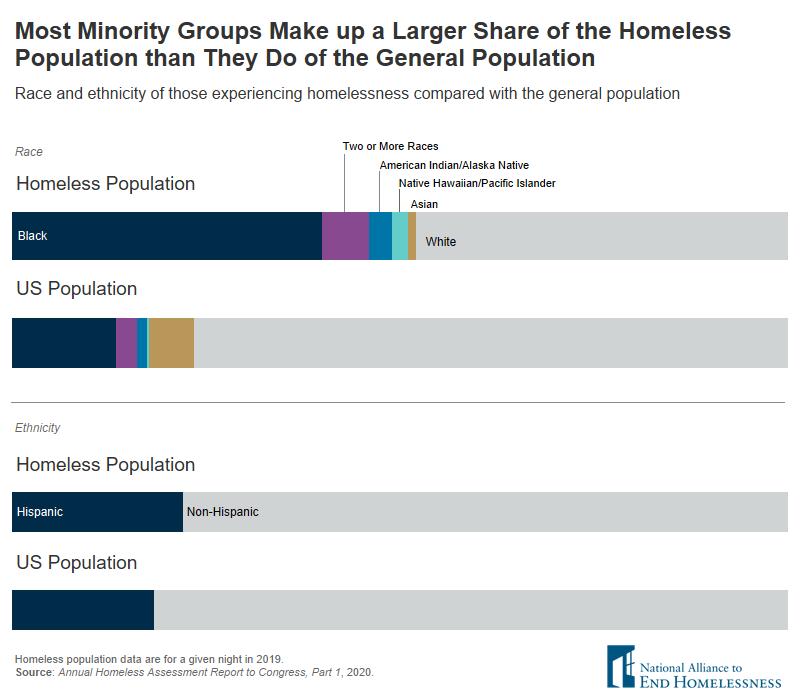 Most Minority Groups Make up a Larger Share of the Homeless
Population than They Do of the General Population
Race and ethnicity of those experiencing homelessness compared with the general population
Race
Two or More Races
American Indian/Alaska Native
Native Hawaiian/Pacific Islander
Asian
Homeless Population
Black
White
US Population
Ethnicity
Homeless Population
Hispanic
Non-Hispanic
US Population
Homeless population data are for a given night in 2019.
Source: Annual Homeless Assessment Report to Congress, Part 1, 2020.
National Alliance to
END HOMELESSNESS